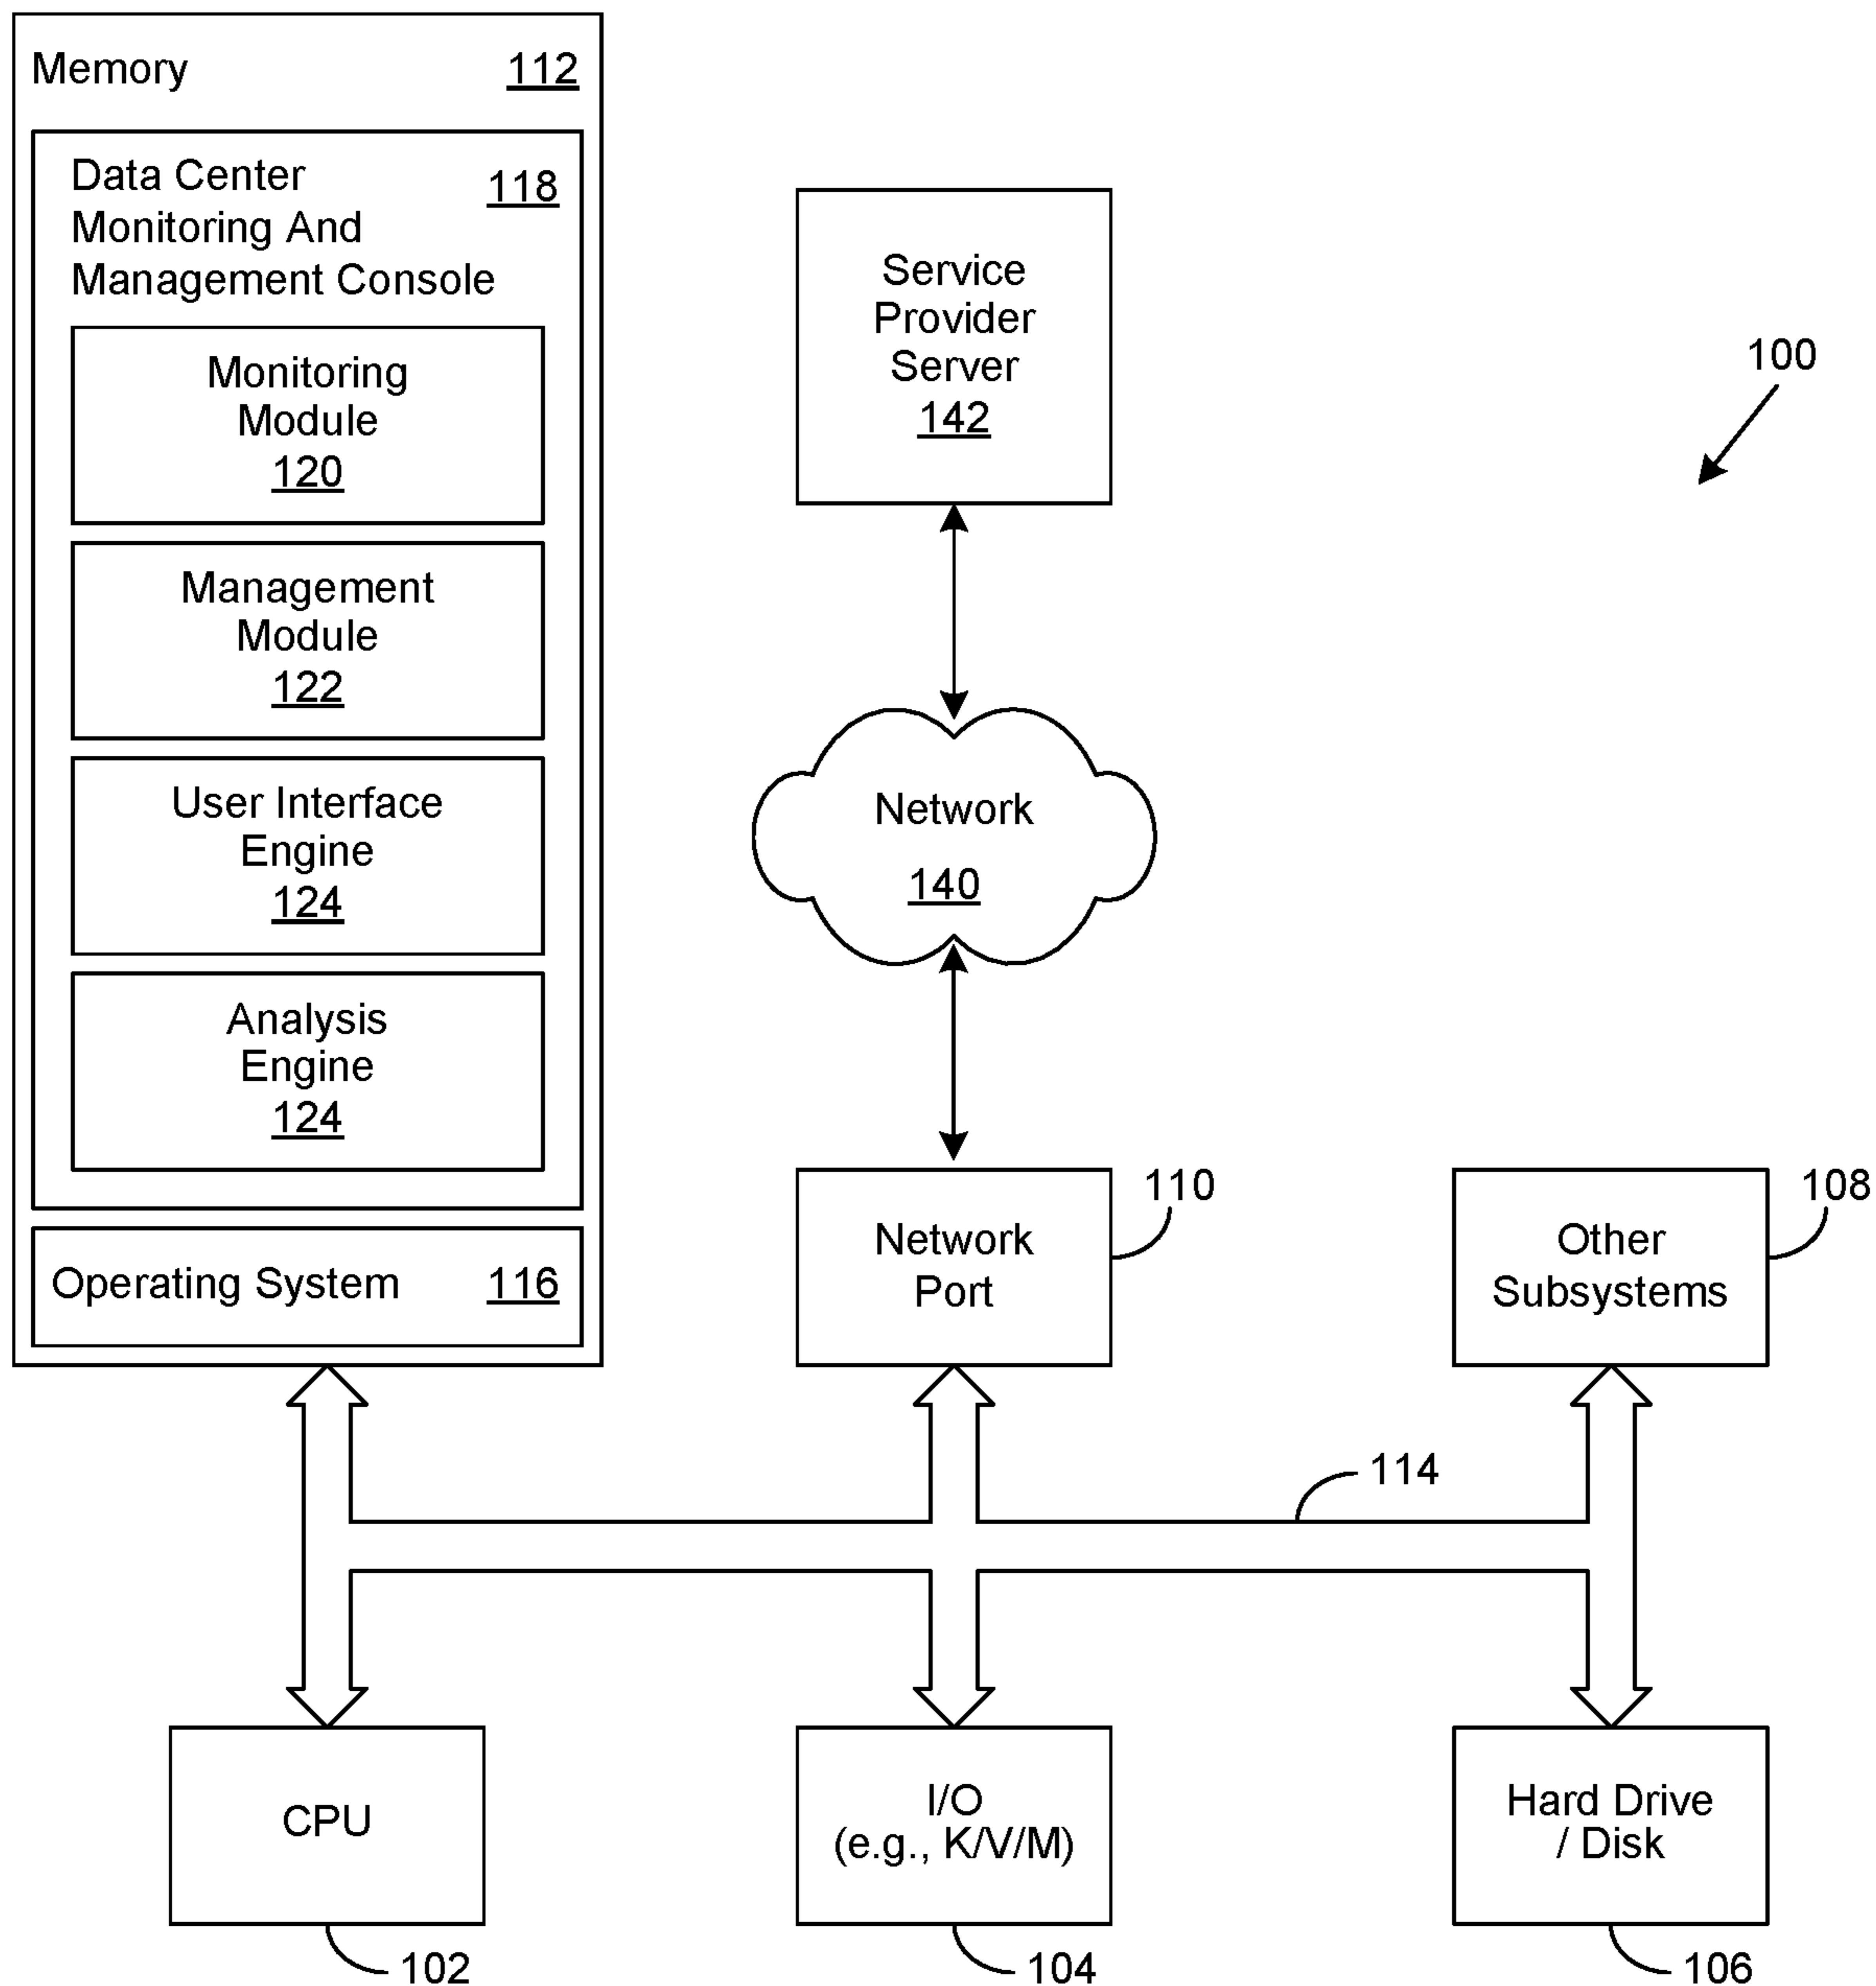 Memory 112
Data Center 118
Monitoring And
Management Console
Monitoring
Module
120
Management
Module
122
User Interface
Engine
124
Analysis
Engine
124
Operating System 116
Service
Provider
Server
142
100
Network
140
Network
Port
110
Other
Subsystems
108
114
CPU
102
I/O
(e.g., K/V/M)
104
Hard Drive
/ Disk
106